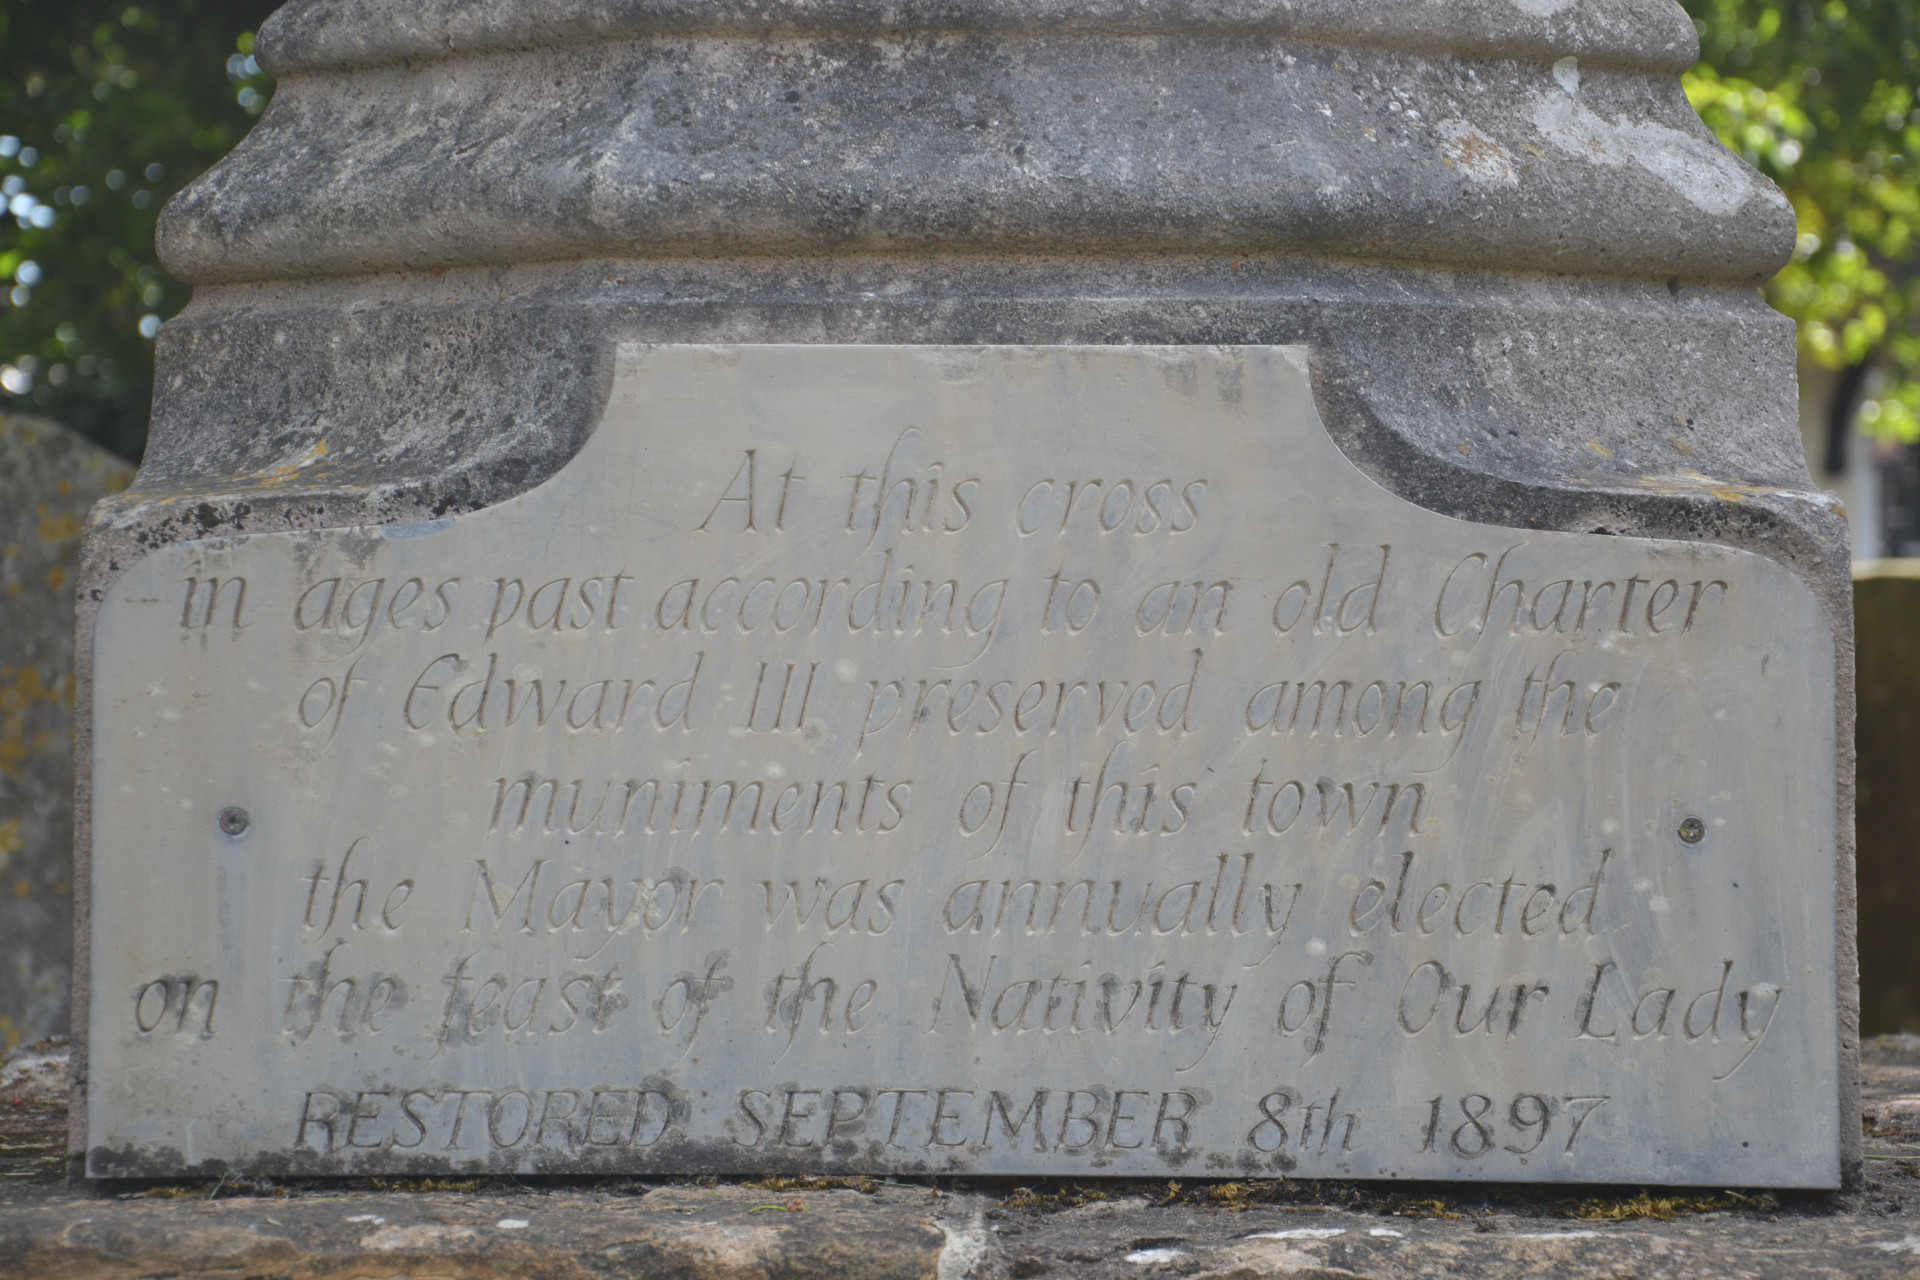 At this cross
in ages past according to an old Charter
of Edward III preserved among the
muniments of this town
the Mayor was annually elected
on the feast of the Nativity of Our Lady
RESTORED SEPTEMBER 8th 1897